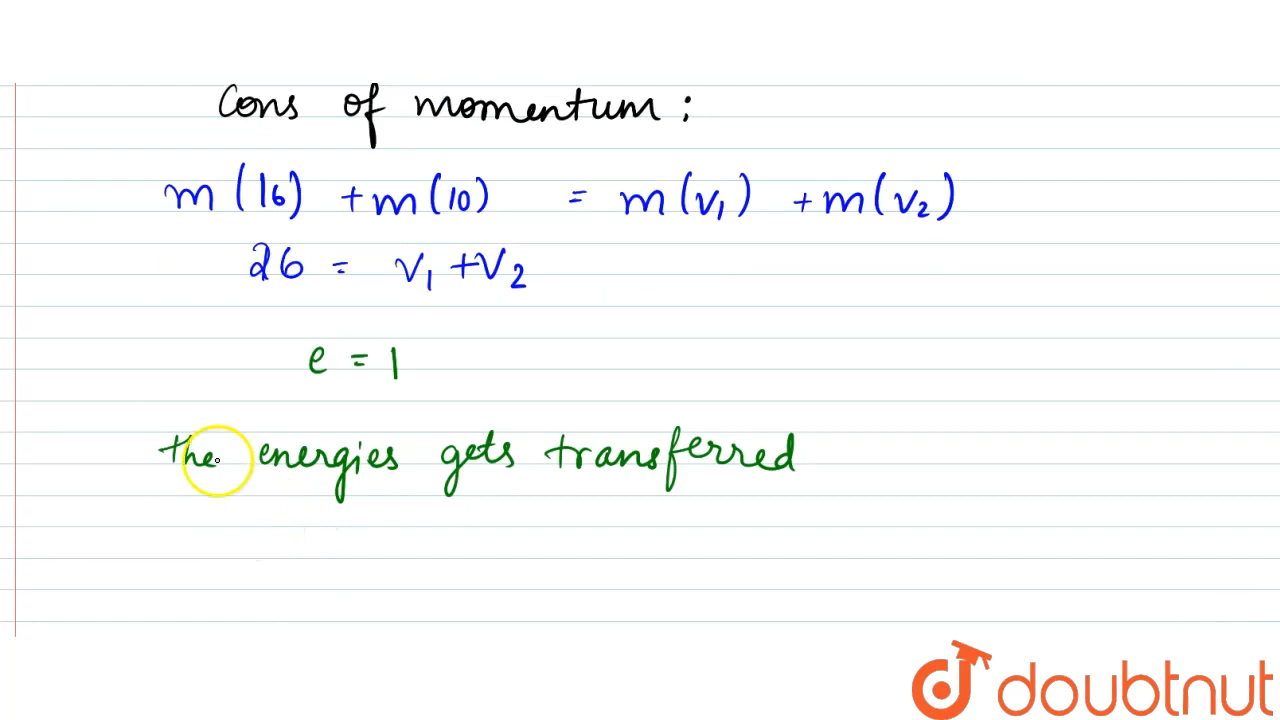 Cons of momentum :
m(16) + m(10) = m(v₁) + m(v₂)
26 = v₁ + v₂
e = 1
the energies gets transferred
doubtnut